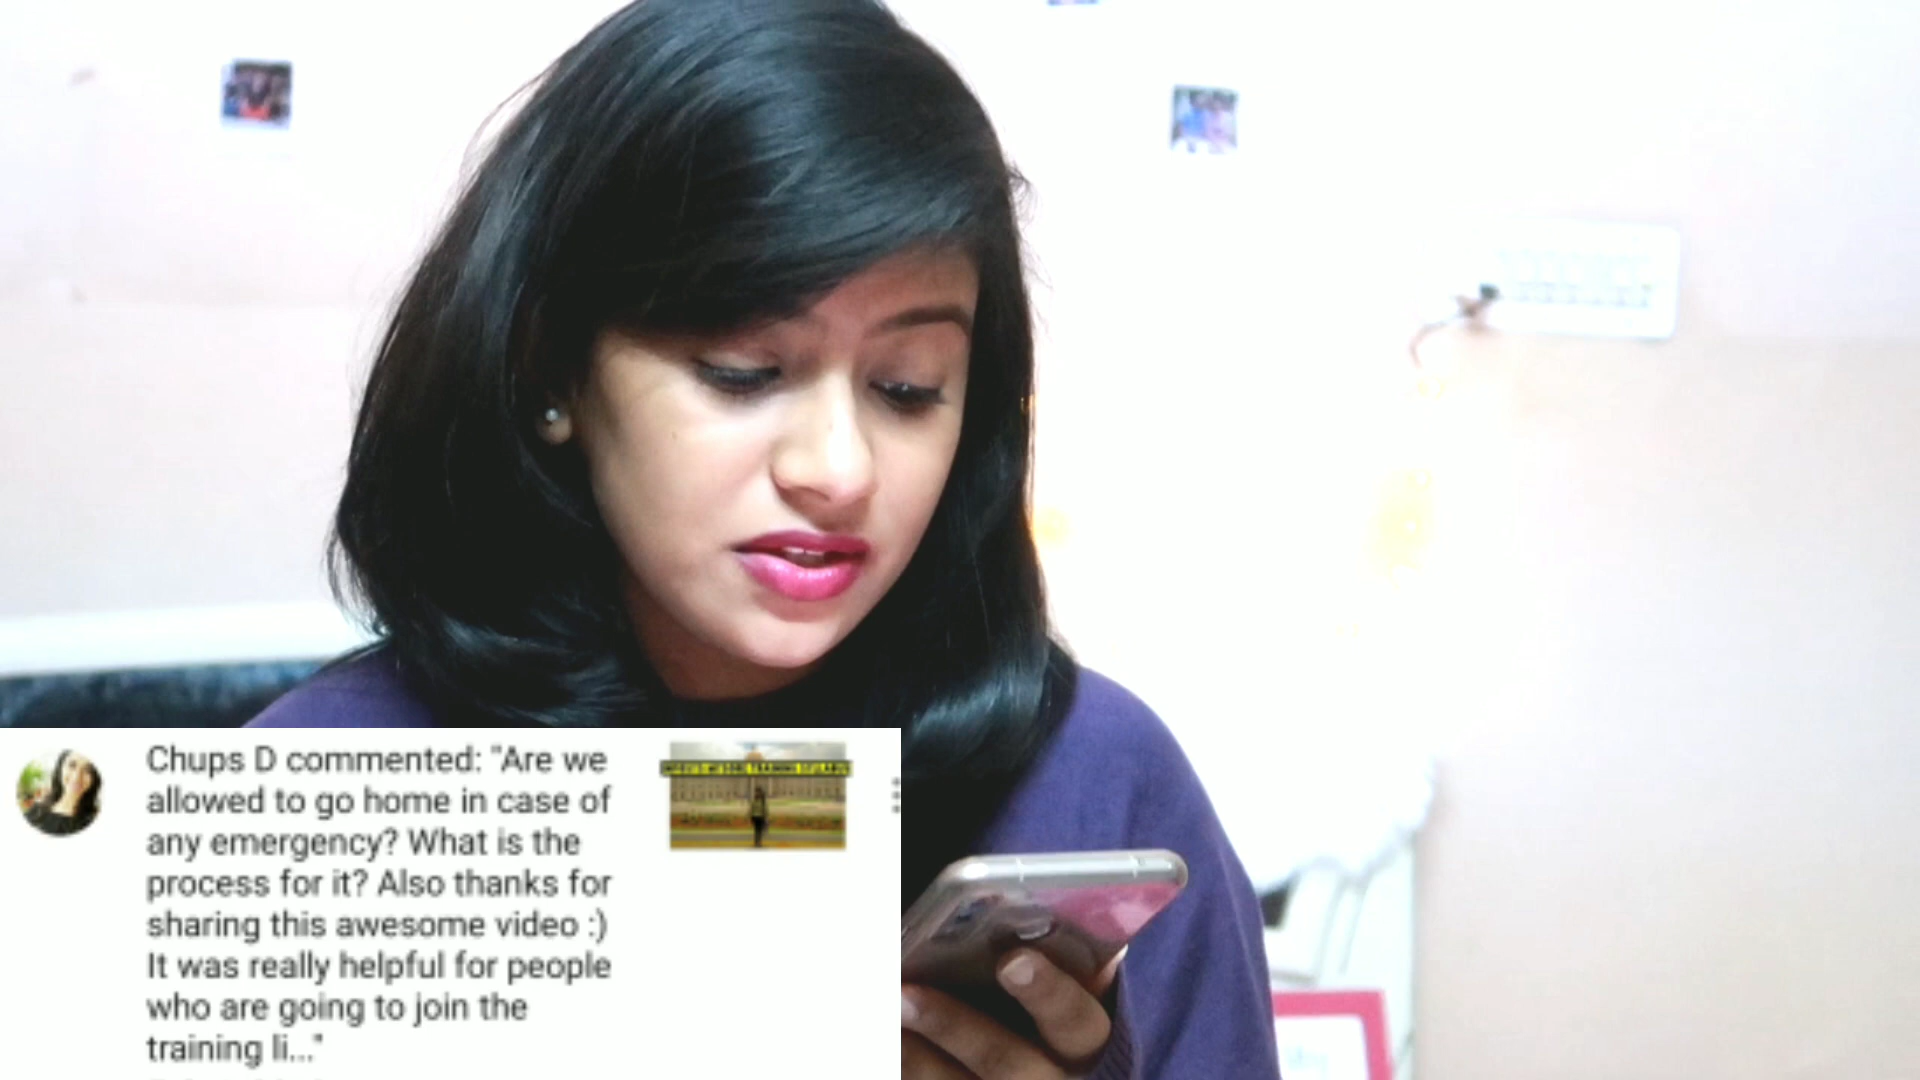 Chups D commented: "Are we
allowed to go home in case of
any emergency? What is the
process for it? Also thanks for
sharing this awesome video :)
It was really helpful for people
who are going to join the
training li..."